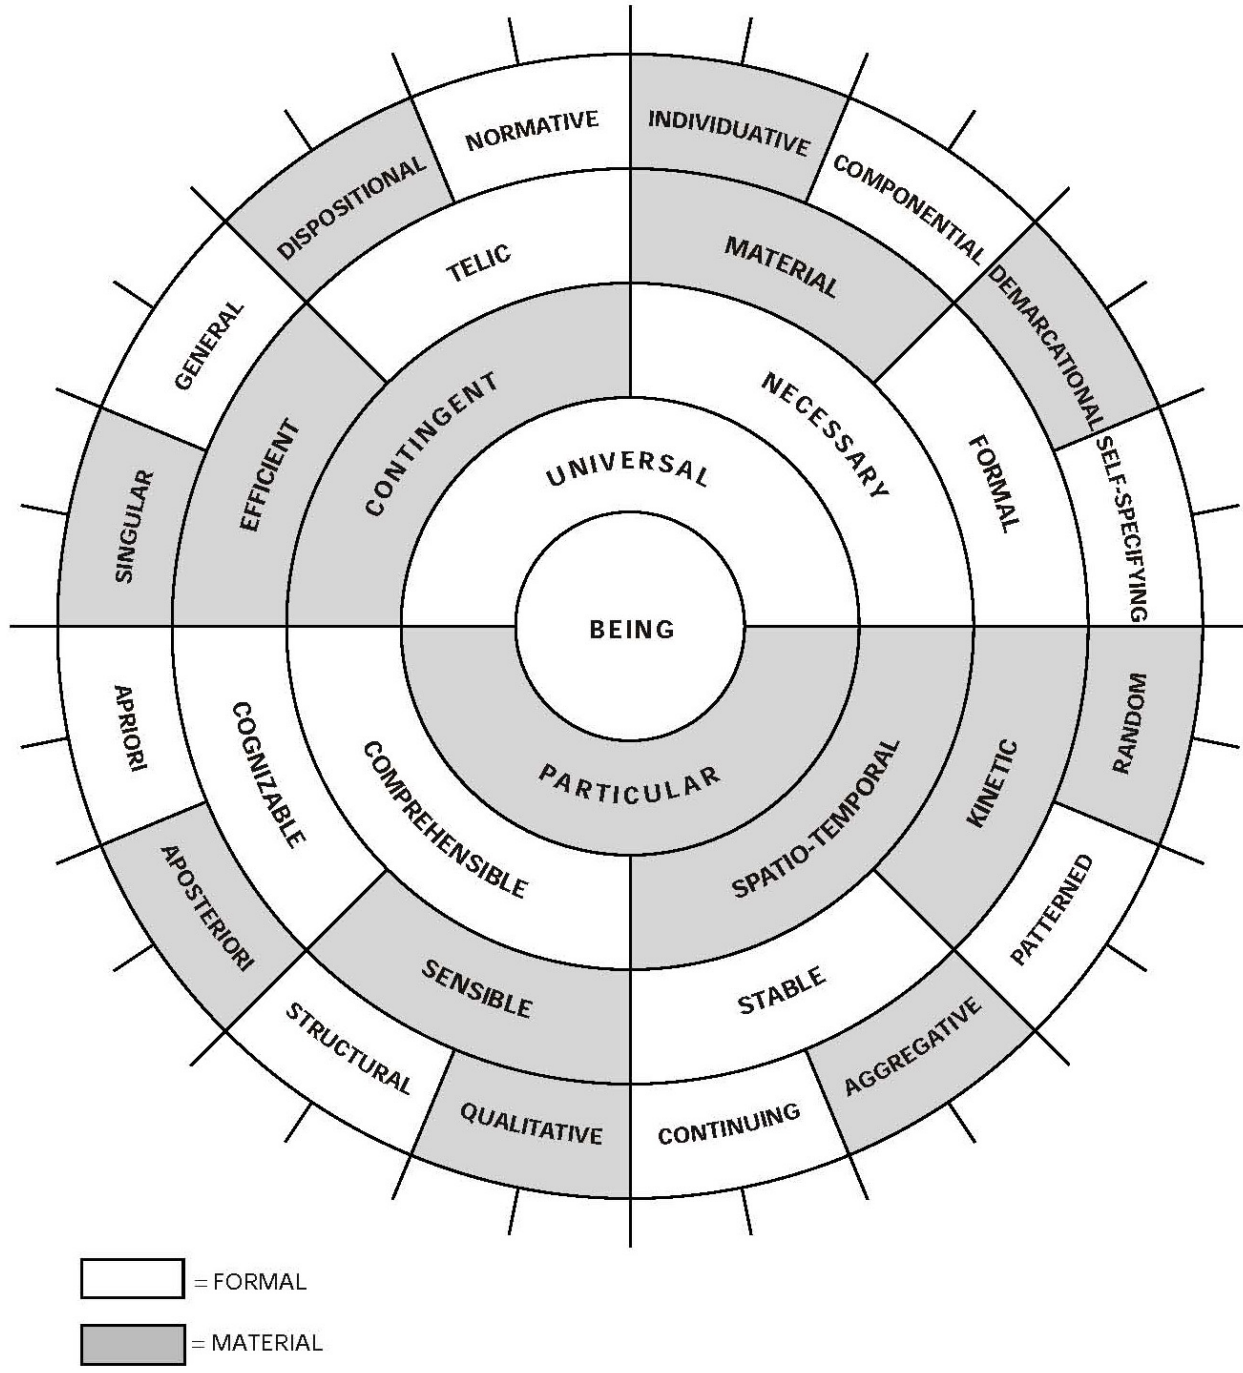 NORMATIVE
INDIVIDUATIVE
DISPOSITIONAL
COMPONENTIAL
TELIC
MATERIAL
DEMARCATIONAL
GENERAL
CONTINGENT
NECESSARY
EFFICIENT
FORMAL
SINGULAR
UNIVERSAL
SELF-SPECIFYING
BEING
APRIORI
COGNIZABLE
COMPREHENSIBLE
PARTICULAR
SPATIO-TEMPORAL
KINETIC
RANDOM
APOSTERIORI
SENSIBLE
STABLE
PATTERNED
STRUCTURAL
AGGREGATIVE
QUALITATIVE
CONTINUING
= FORMAL
= MATERIAL